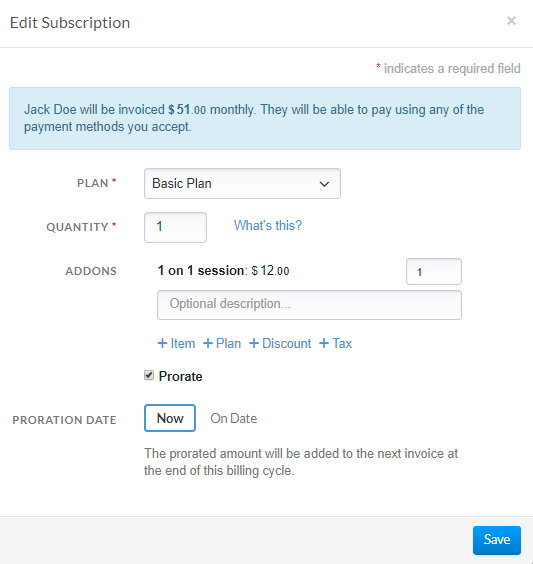 Edit Subscription ×
* indicates a required field
Jack Doe will be invoiced $51.00 monthly. They will be able to pay using any of the
payment methods you accept.
PLAN * Basic Plan
QUANTITY * 1 What's this?
ADDONS 1 on 1 session: $12.00 1
Optional description...
+ Item + Plan + Discount + Tax
Prorate
PRORATION DATE Now On Date
The prorated amount will be added to the next invoice at
the end of this billing cycle.
Save